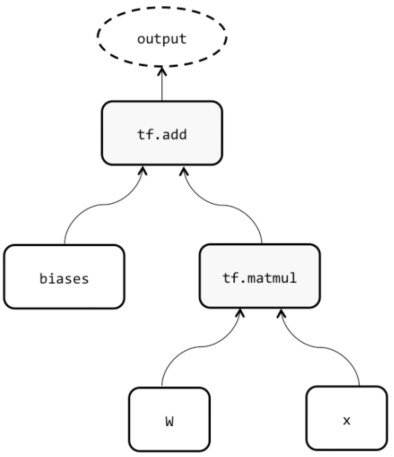 output
tf.add
biases
tf.matmul
W
x